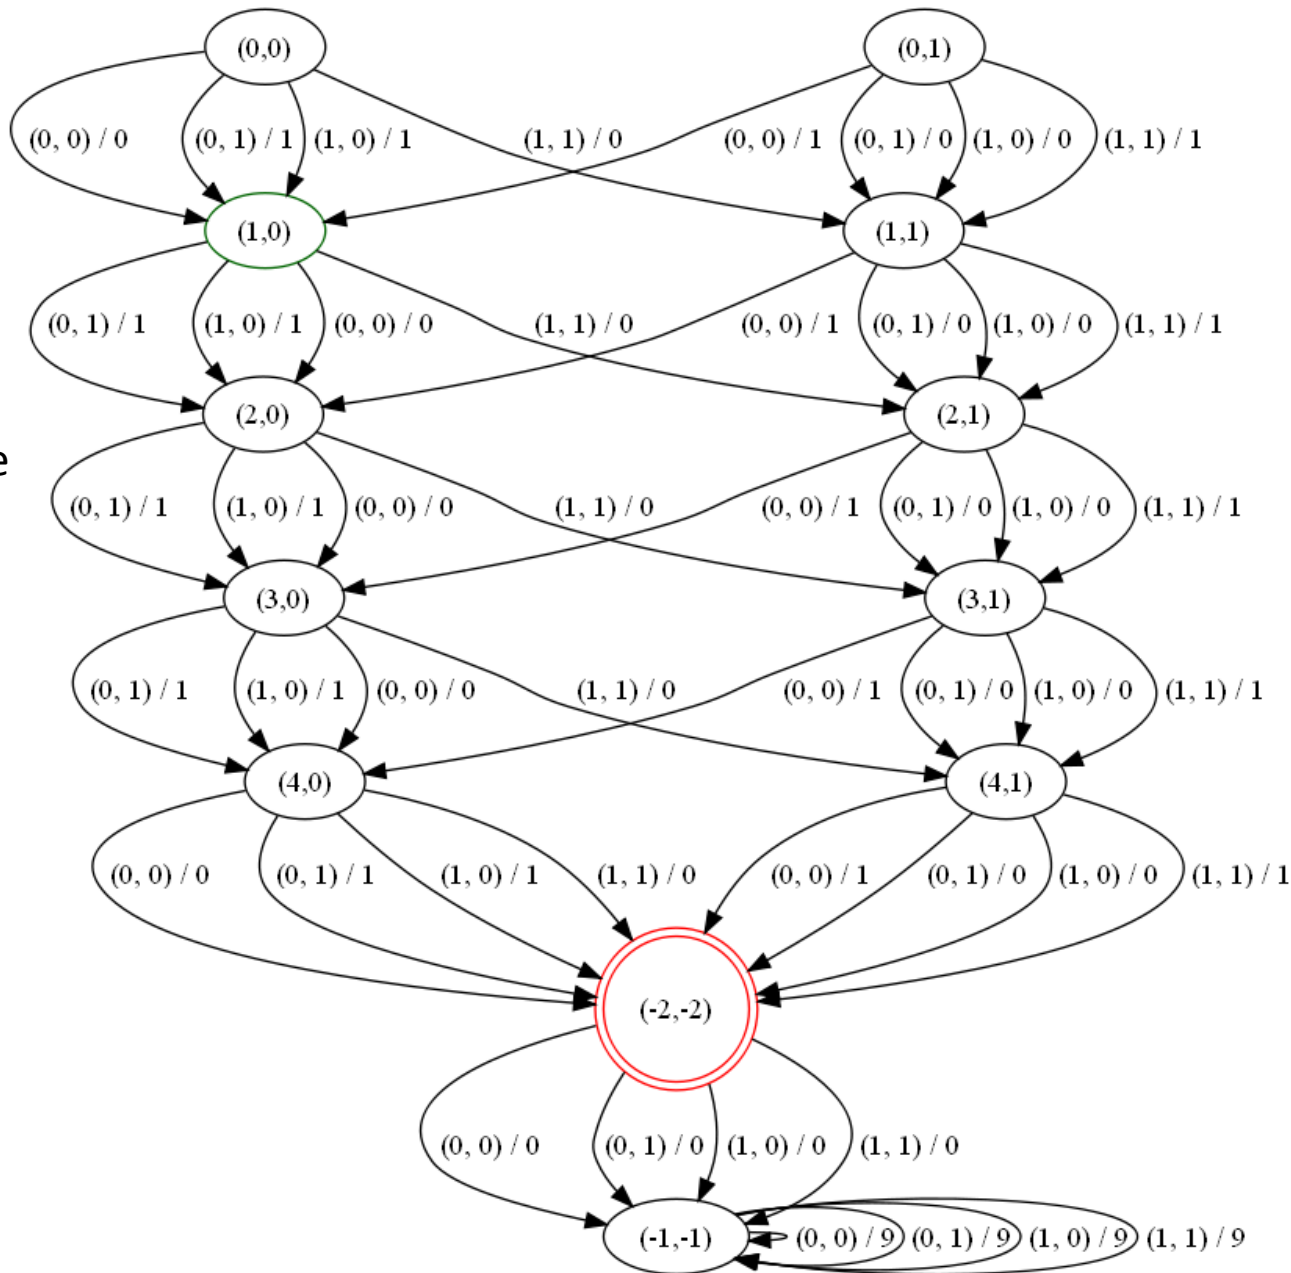 (0,0) (0,1)
(0, 0) / 0 (0, 1) / 1 (1, 0) / 1 (1, 1) / 0 (0, 0) / 1 (0, 1) / 0 (1, 0) / 0 (1, 1) / 1
(1,0) (1,1)
(0, 1) / 1 (1, 0) / 1 (0, 0) / 0 (1, 1) / 0 (0, 0) / 1 (0, 1) / 0 (1, 0) / 0 (1, 1) / 1
(2,0) (2,1)
e
(0, 1) / 1 (1, 0) / 1 (0, 0) / 0 (1, 1) / 0 (0, 0) / 1 (0, 1) / 0 (1, 0) / 0 (1, 1) / 1
(3,0) (3,1)
(0, 1) / 1 (1, 0) / 1 (0, 0) / 0 (1, 1) / 0 (0, 0) / 1 (0, 1) / 0 (1, 0) / 0 (1, 1) / 1
(4,0) (4,1)
(0, 0) / 0 (0, 1) / 1 (1, 0) / 1 (1, 1) / 0 (0, 0) / 1 (0, 1) / 0 (1, 0) / 0 (1, 1) / 1
(-2,-2)
(0, 0) / 0 (0, 1) / 0 (1, 0) / 0 (1, 1) / 0
(-1,-1) (0, 0) / 9 (0, 1) / 9 (1, 0) / 9 (1, 1) / 9